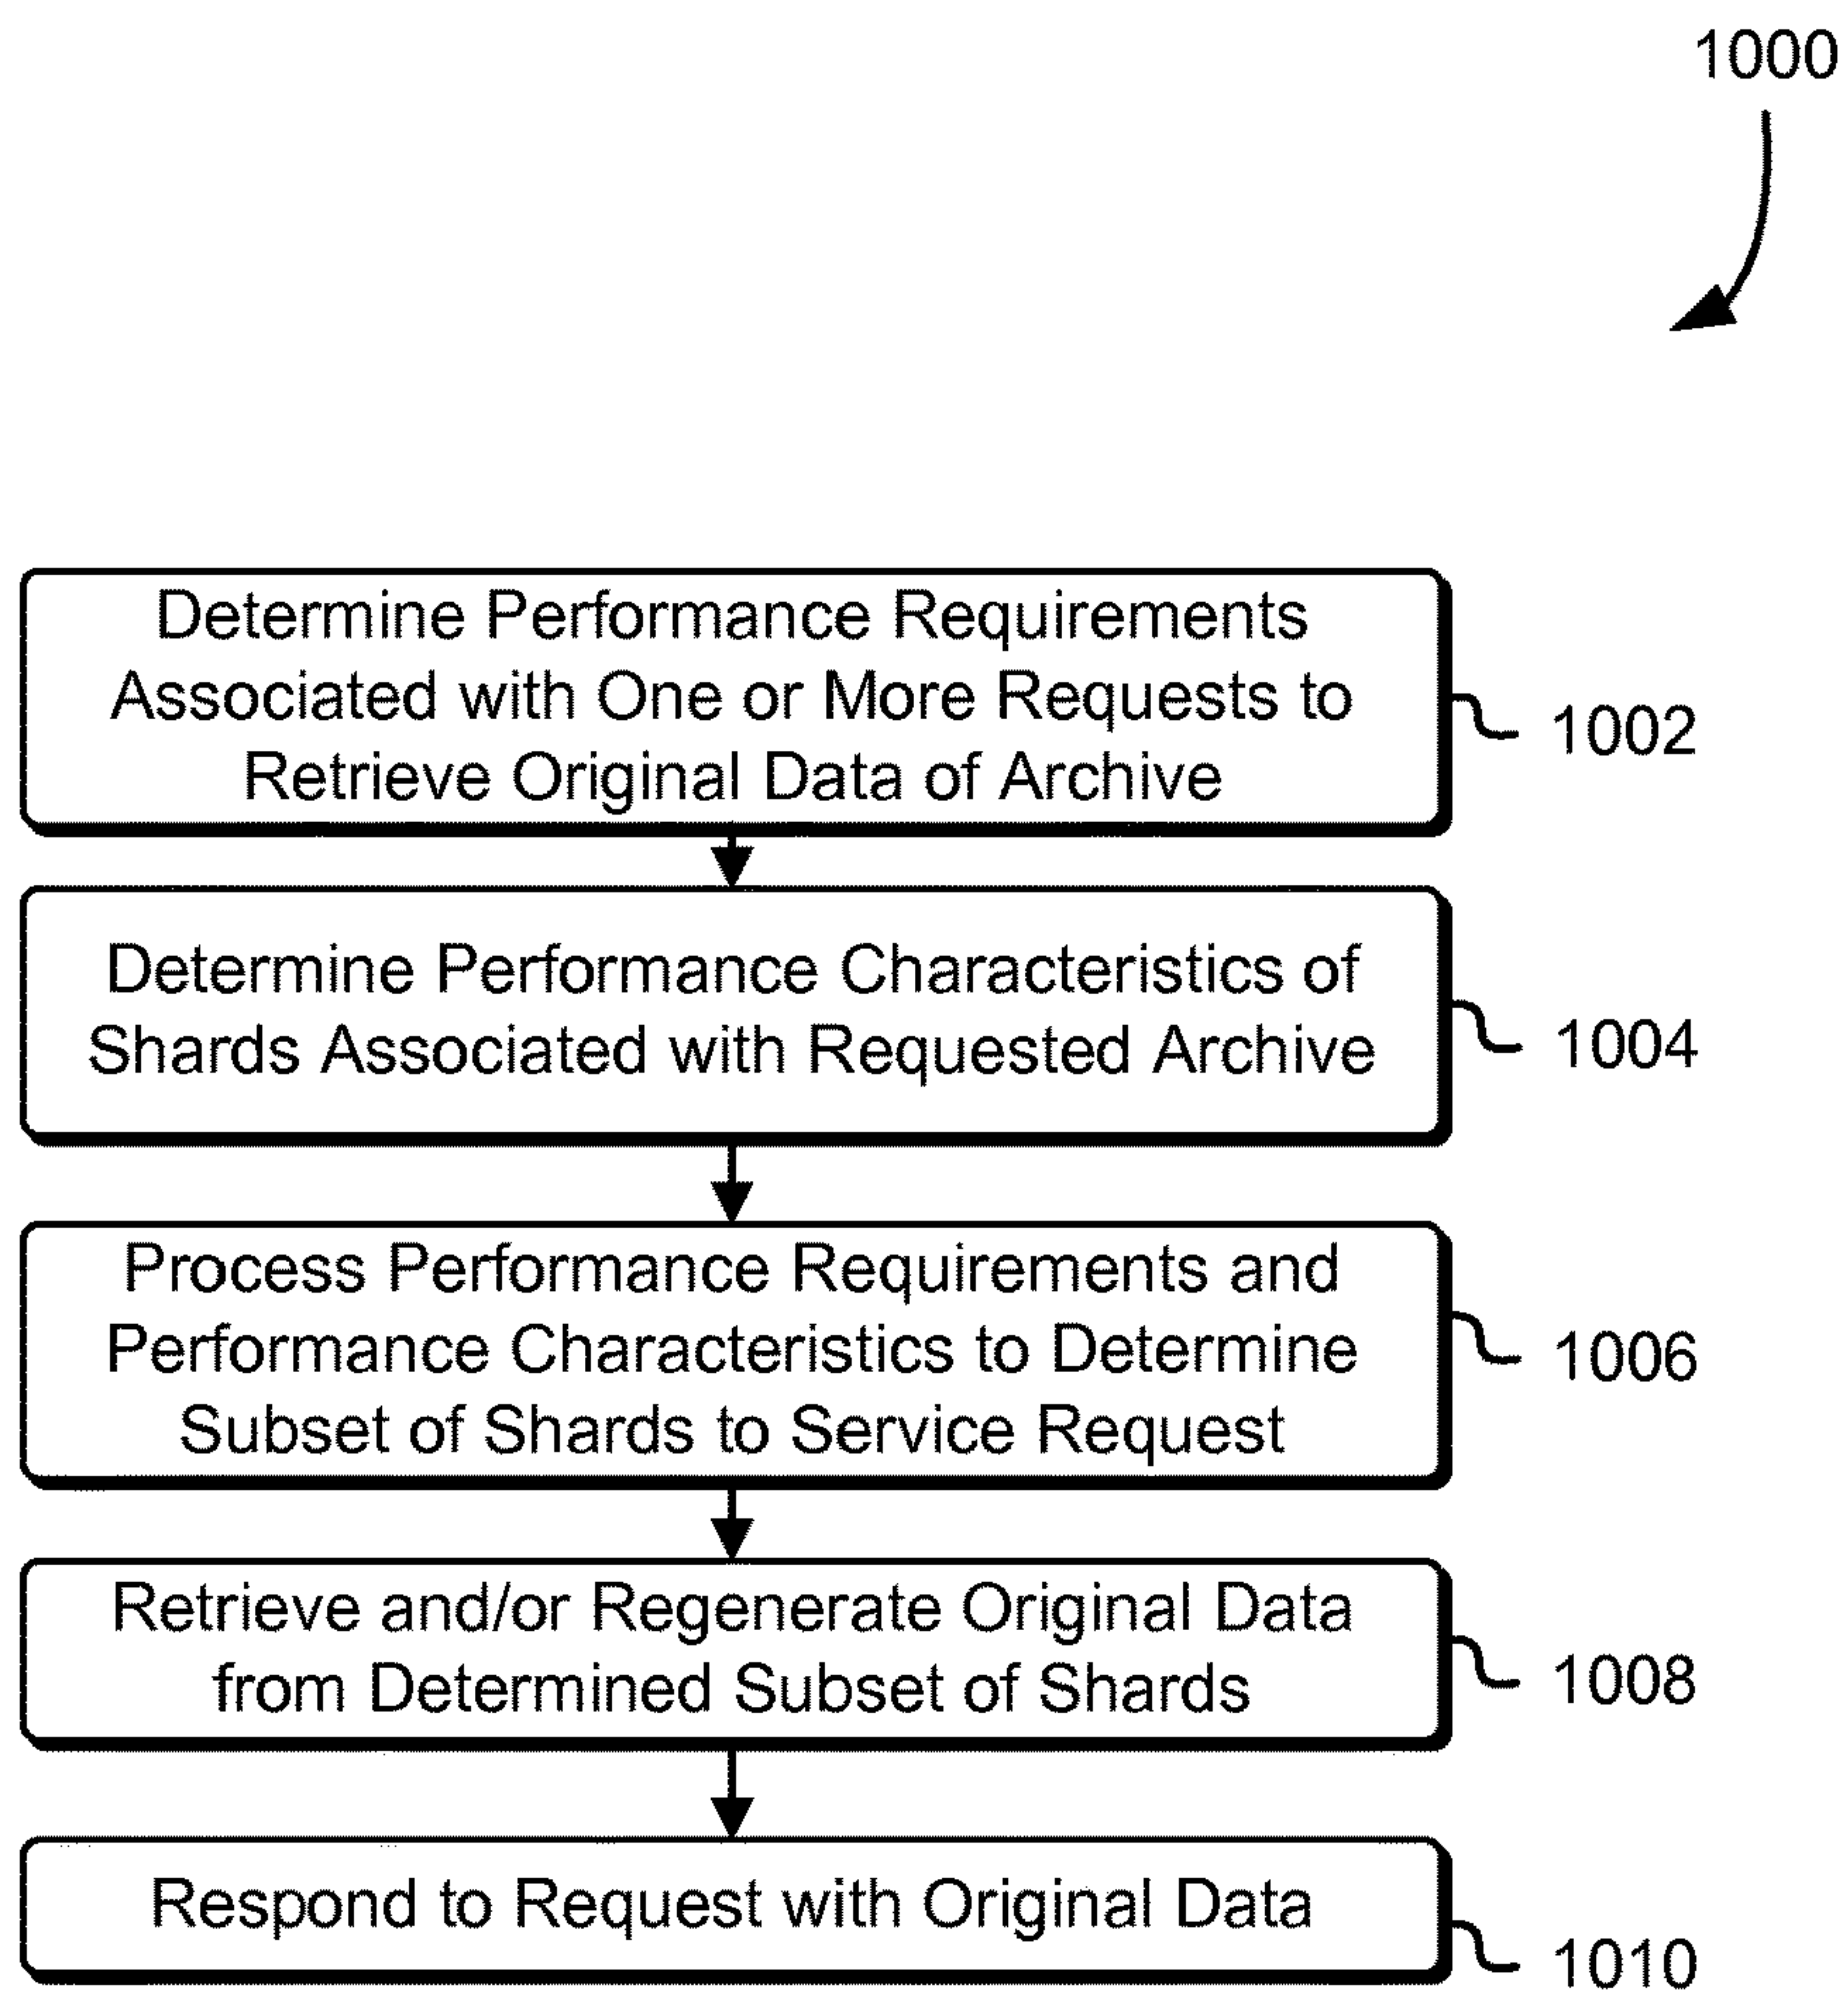 1000
Determine Performance Requirements
Associated with One or More Requests to
Retrieve Original Data of Archive
1002
Determine Performance Characteristics of
Shards Associated with Requested Archive
1004
Process Performance Requirements and
Performance Characteristics to Determine
Subset of Shards to Service Request
1006
Retrieve and/or Regenerate Original Data
from Determined Subset of Shards
1008
Respond to Request with Original Data
1010